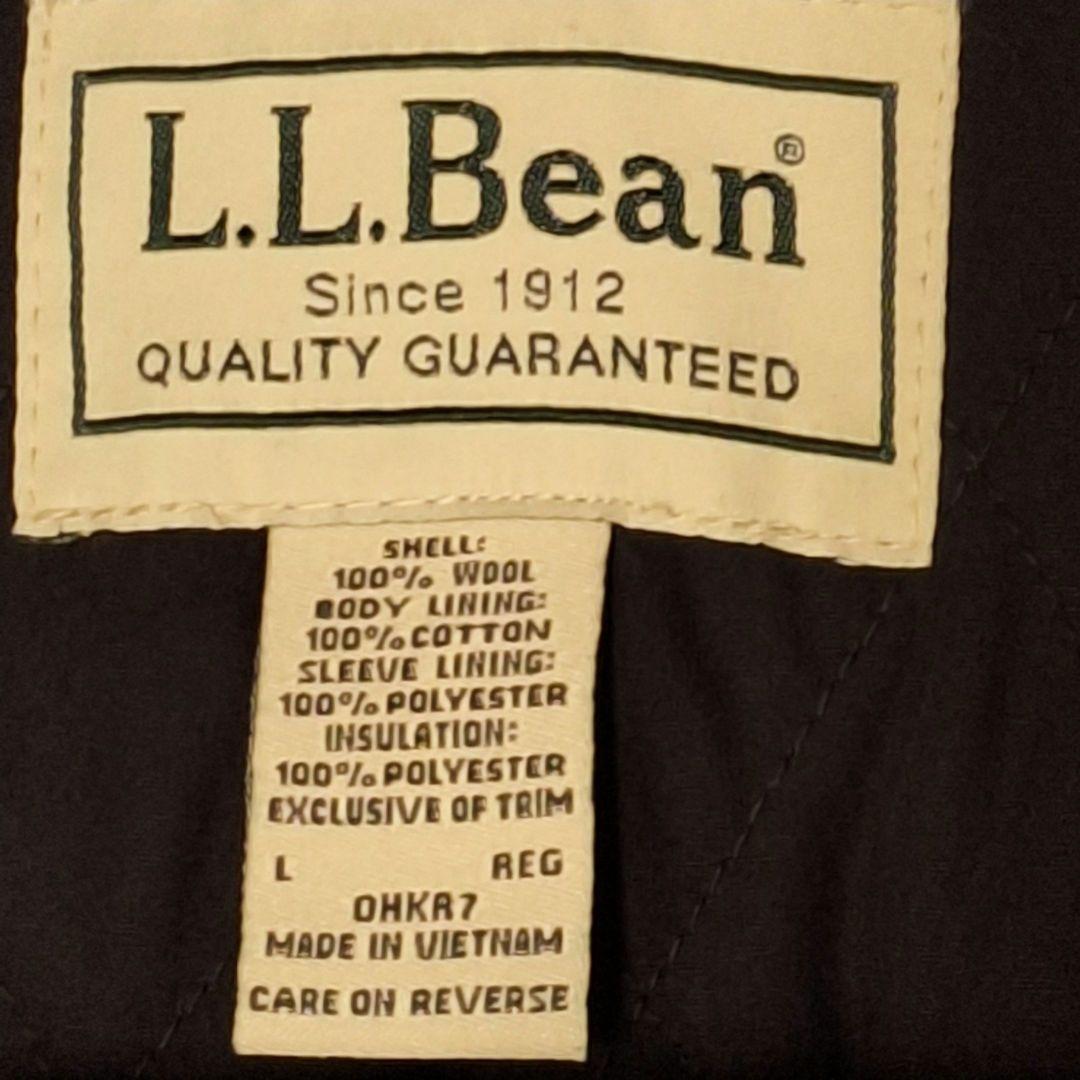 L.L.Bean®
Since 1912
QUALITY GUARANTEED
SHELL:
100% WOOL
BODY LINING:
100% COTTON
SLEEVE LINING:
100% POLYESTER
INSULATION:
100% POLYESTER
EXCLUSIVE OF TRIM
L REG
OHKR7
MADE IN VIETNAM
CARE ON REVERSE